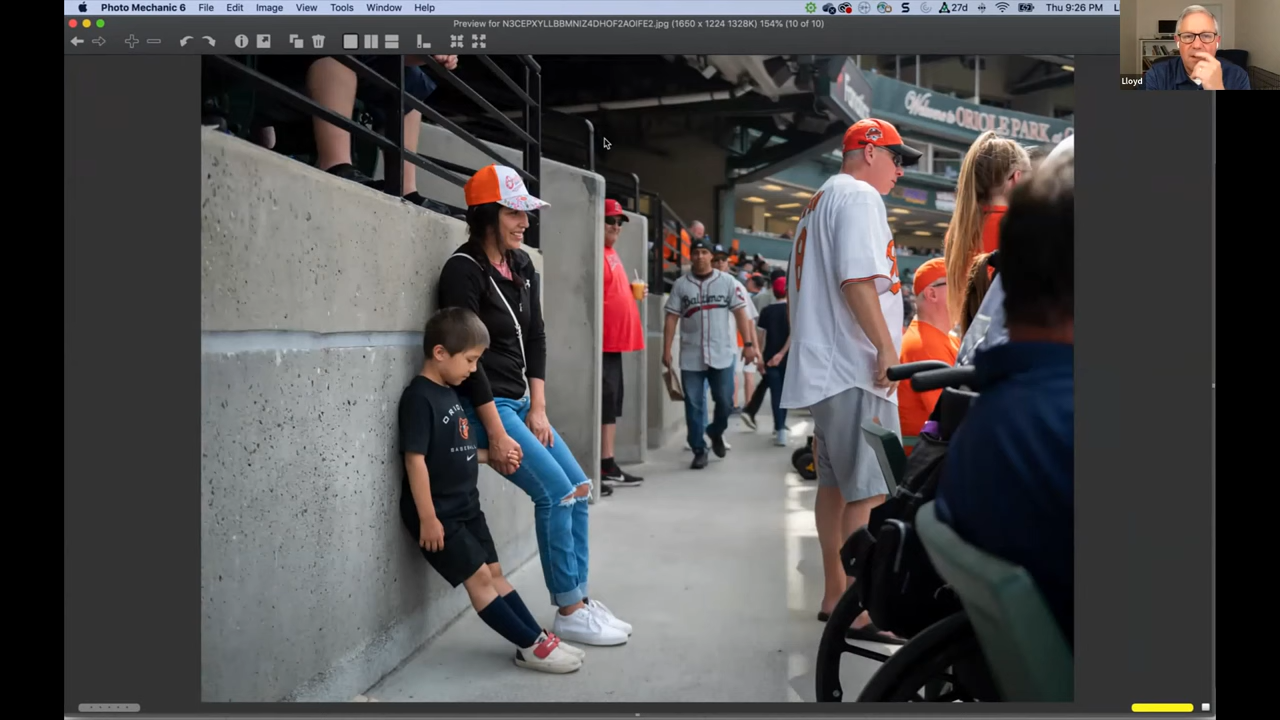 Photo Mechanic 6 File Edit Image View Tools Window Help
27d Thu 9:26 PM
Preview for N3CEPXYLLBBMNIZ4DHOF2AOIFE2.jpg (1650 x 1224 1328K) 154% (10 of 10)
Lloyd
Welcome to ORIOLE PARK
Baltimore
BASEBALL